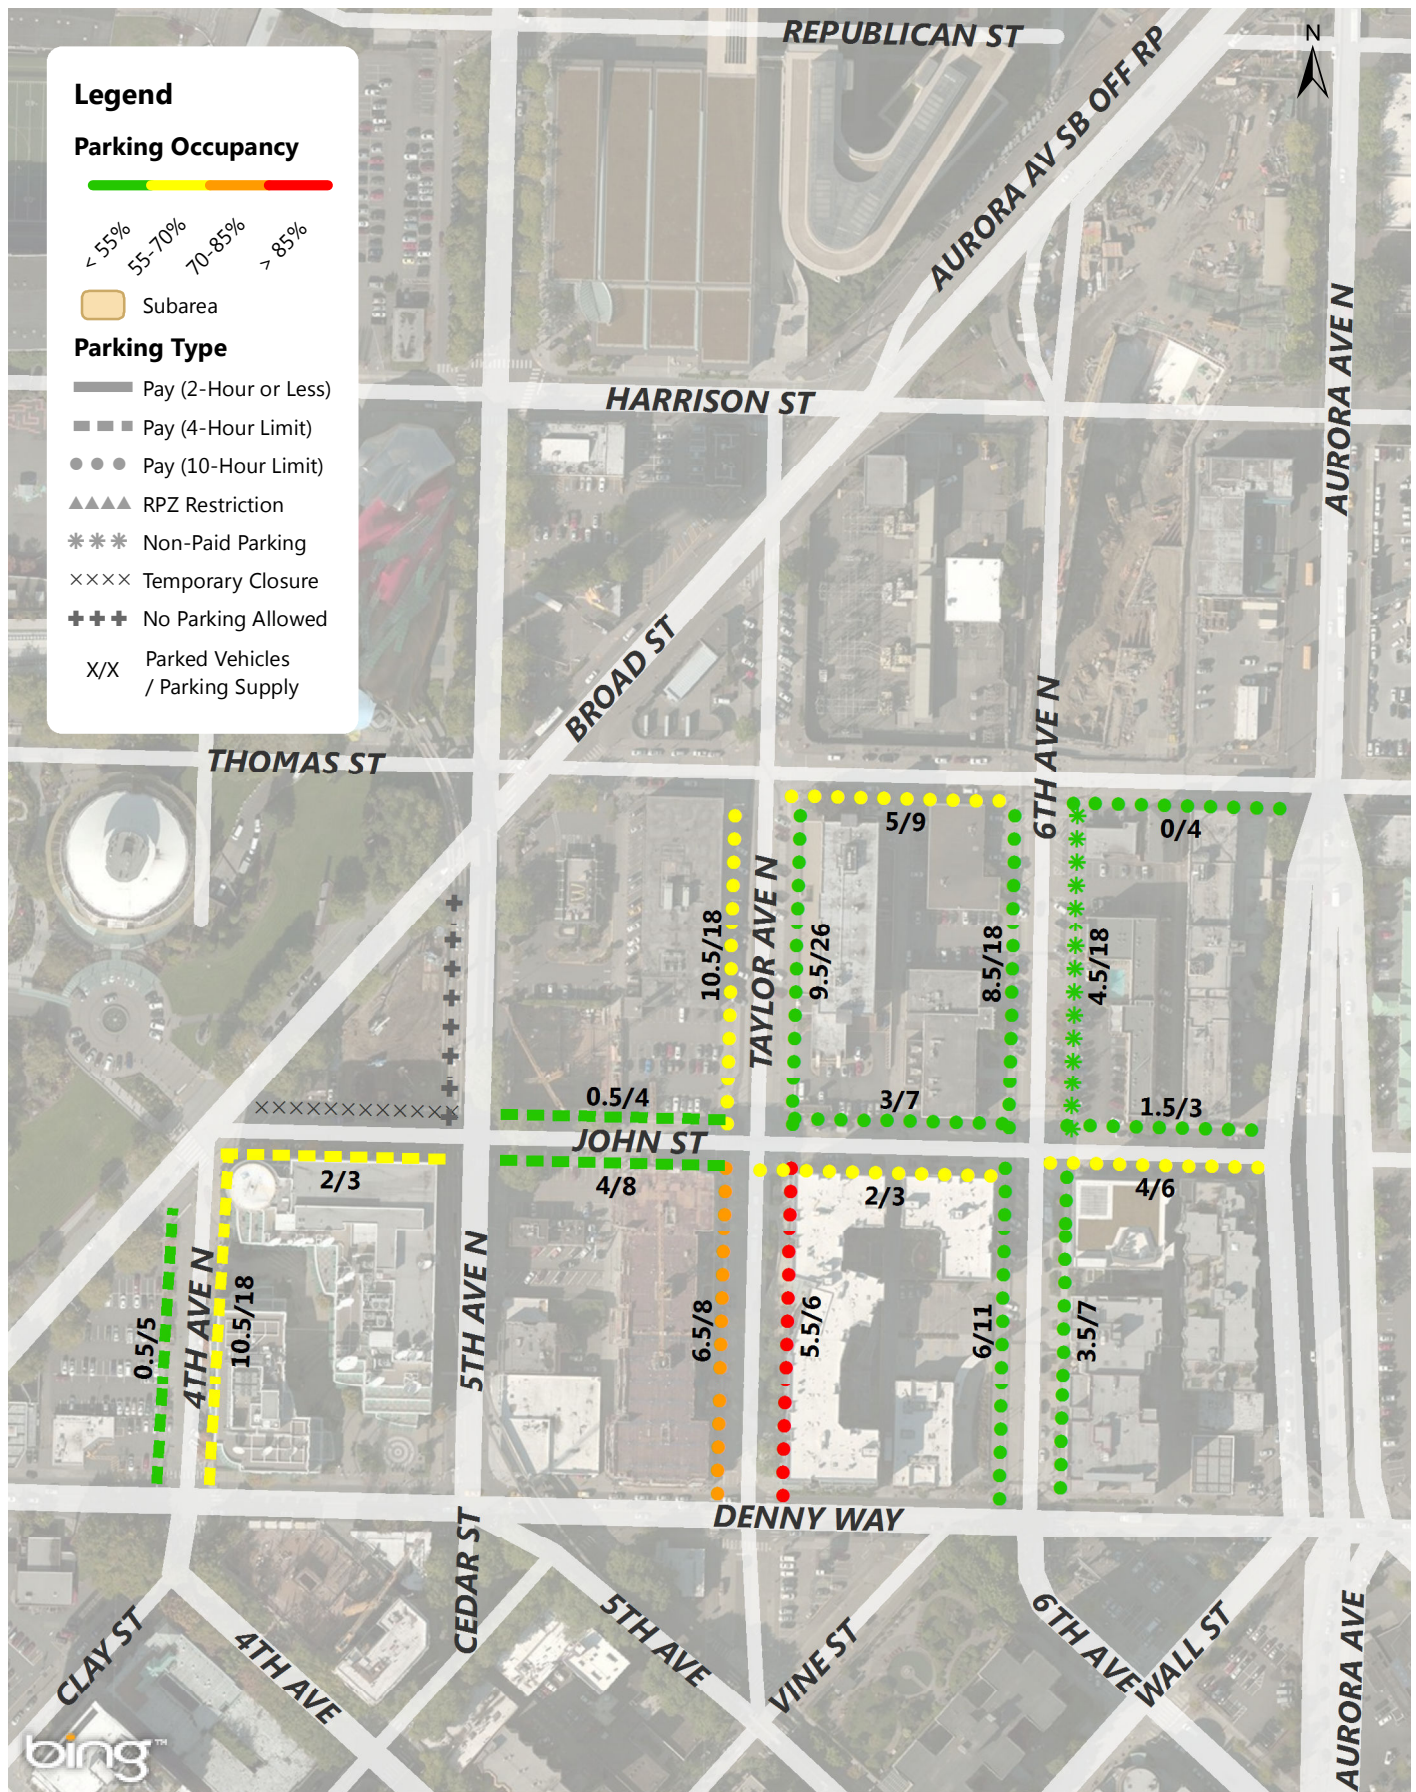 REPUBLICAN ST
N
Legend
Parking Occupancy
< 55%
55-70%
70-85%
> 85%
Subarea
Parking Type
Pay (2-Hour or Less)
Pay (4-Hour Limit)
Pay (10-Hour Limit)
RPZ Restriction
Non-Paid Parking
Temporary Closure
No Parking Allowed
X/X
Parked Vehicles
/ Parking Supply
AURORA AV SB OFF RP
AURORA AVE N
HARRISON ST
BROAD ST
THOMAS ST
6TH AVE N
5/9
0/4
TAYLOR AVE N
10.5/18
9.5/26
8.5/18
4.5/18
0.5/4
3/7
1.5/3
JOHN ST
2/3
4/8
2/3
4/6
0.5/5
4TH AVE N
10.5/18
5TH AVE N
6.5/8
5.5/6
6/11
3.5/7
DENNY WAY
CEDAR ST
CLAY ST
4TH AVE
5TH AVE
VINE ST
6TH AVE
WALL ST
AURORA AVE
bing™